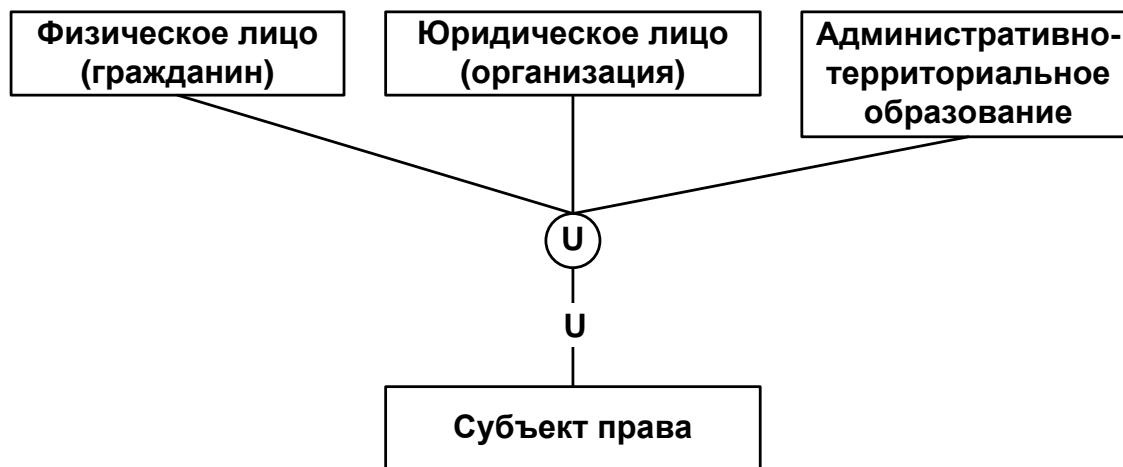 Физическое лицо
(гражданин)
Юридическое лицо
(организация)
Административно-
территориальное
образование
U
U
Субъект права